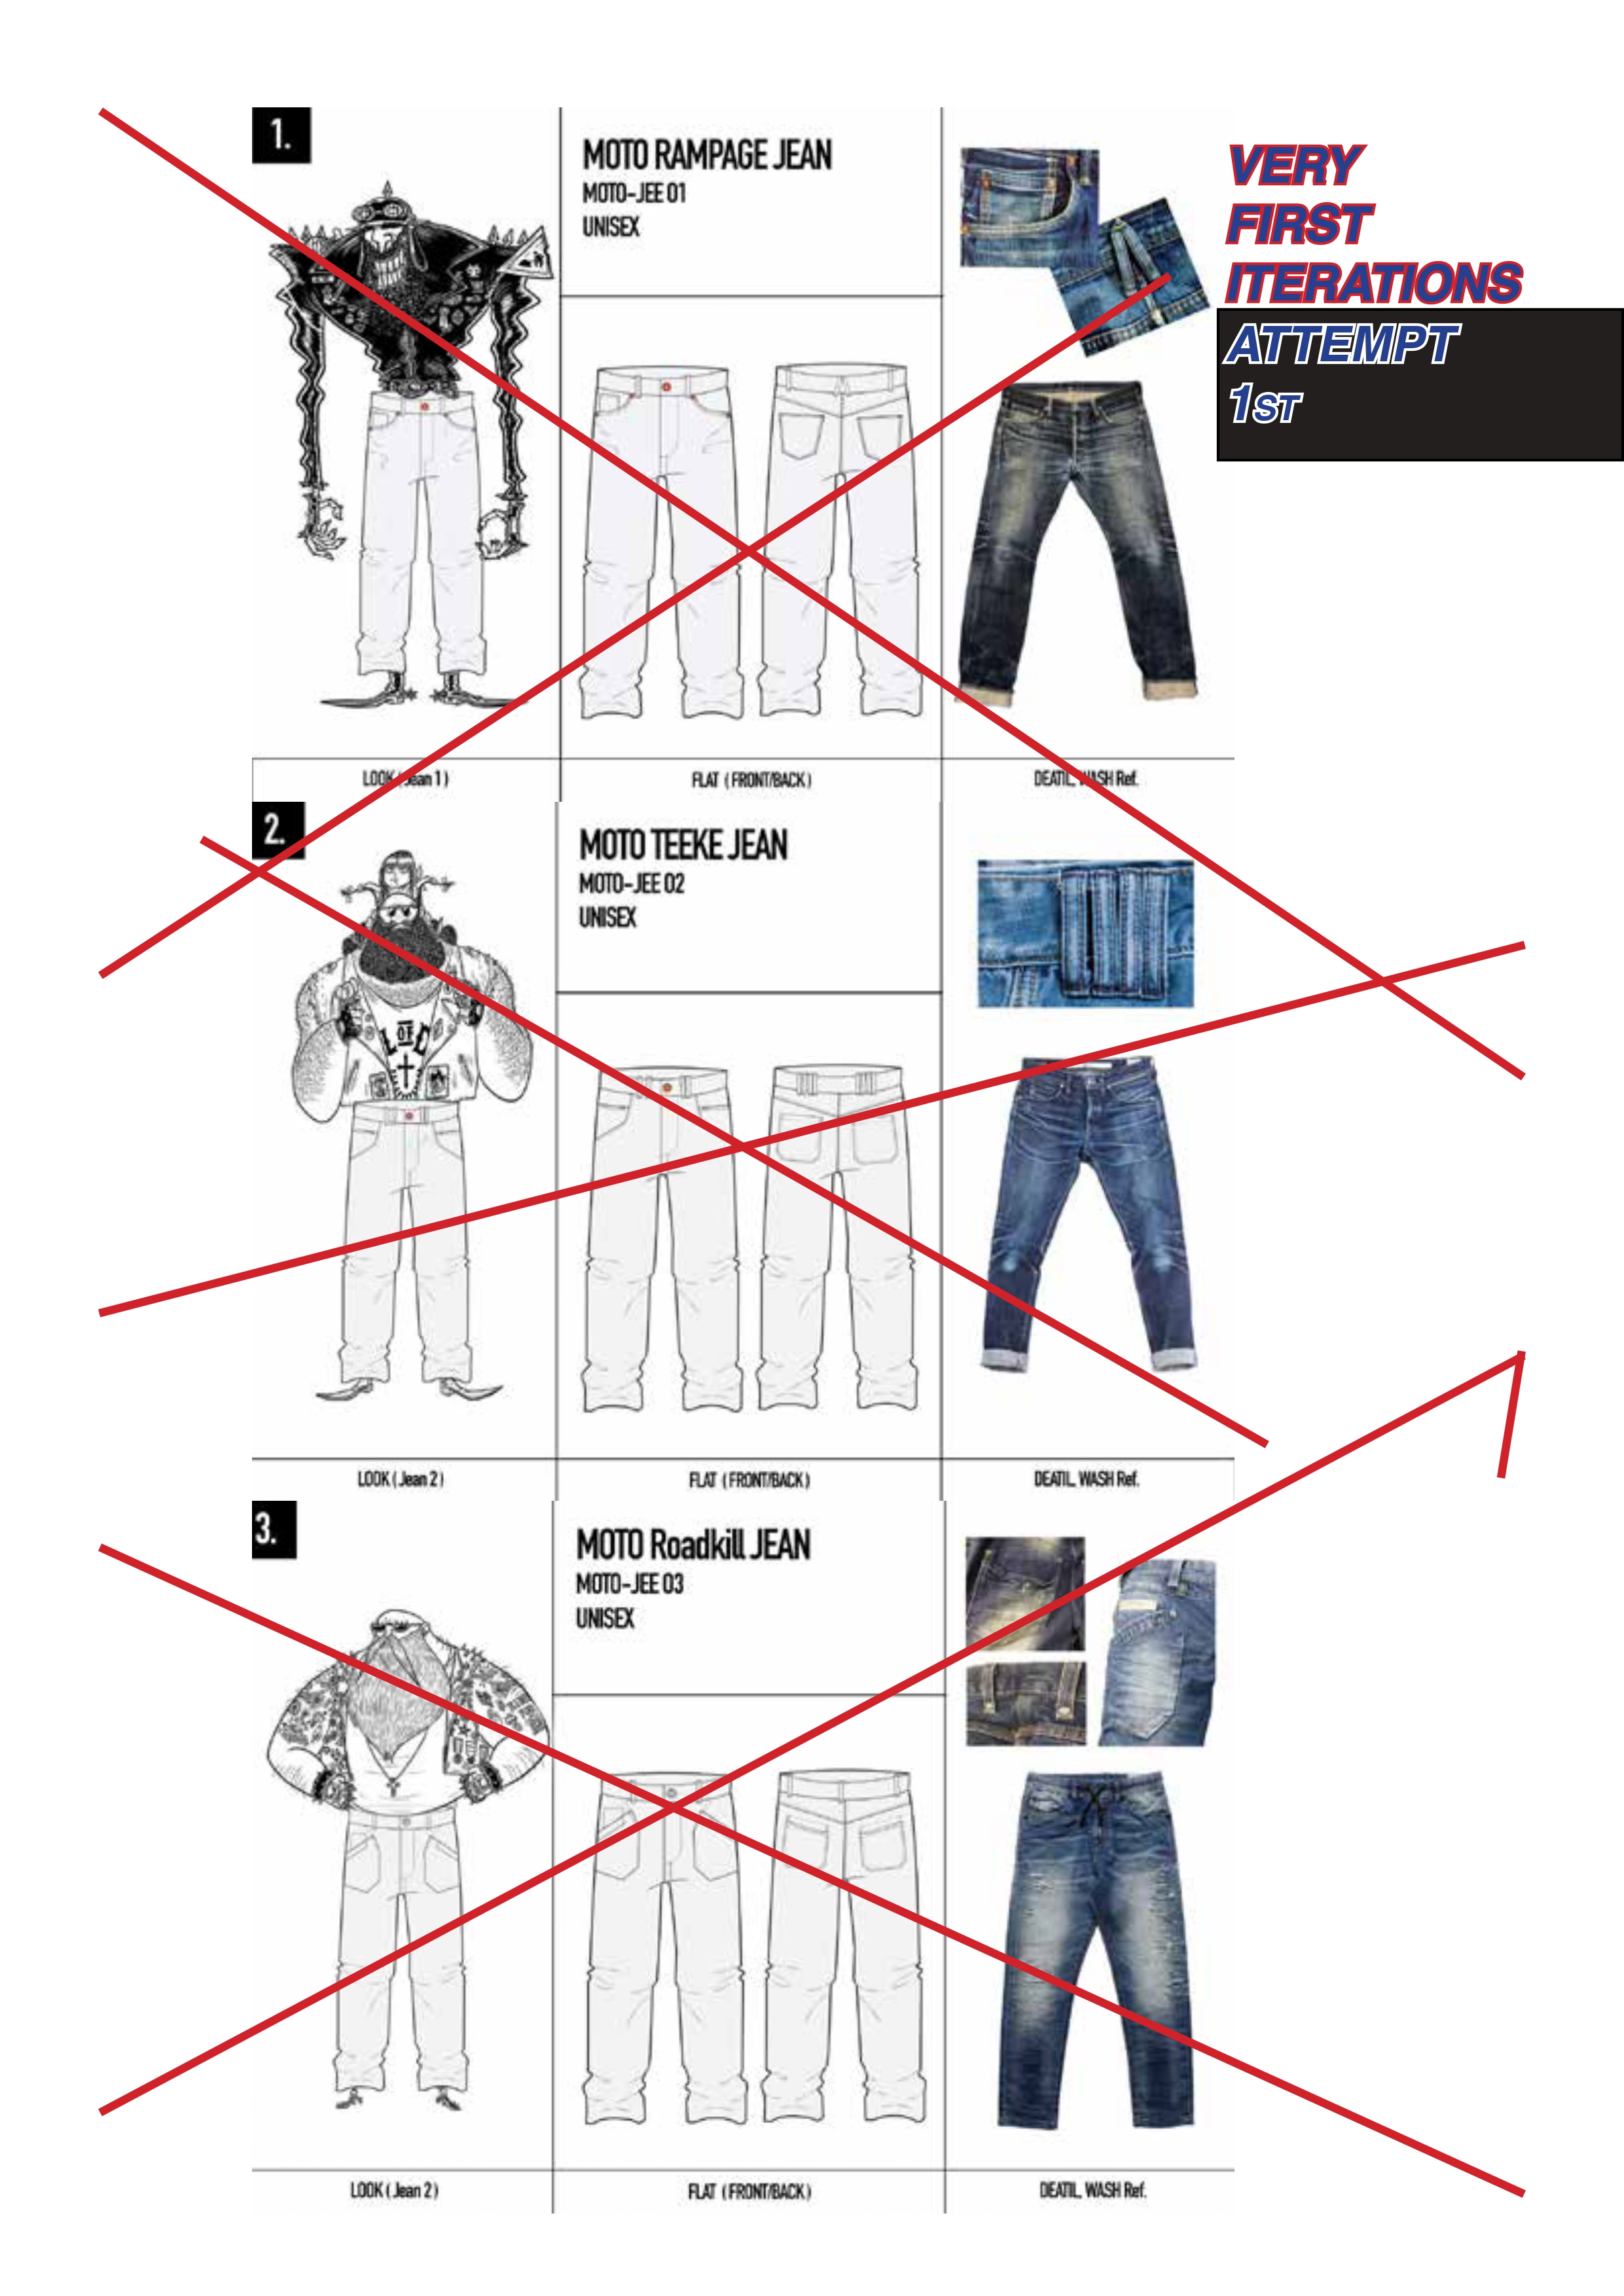 1.
MOTO RAMPAGE JEAN
MOTO-JEE 01
UNISEX
VERY
FIRST
ITERATIONS
ATTEMPT
1ST
LOOK ( Jean 1 )
FLAT ( FRONT/BACK )
DEATIL, WASH Ref.
2.
MOTO TEEKE JEAN
MOTO-JEE 02
UNISEX
L OF C
LOOK ( Jean 2 )
FLAT ( FRONT/BACK )
DEATIL, WASH Ref.
3.
MOTO Roadkill JEAN
MOTO-JEE 03
UNISEX
LOOK ( Jean 2 )
FLAT ( FRONT/BACK )
DEATIL, WASH Ref.